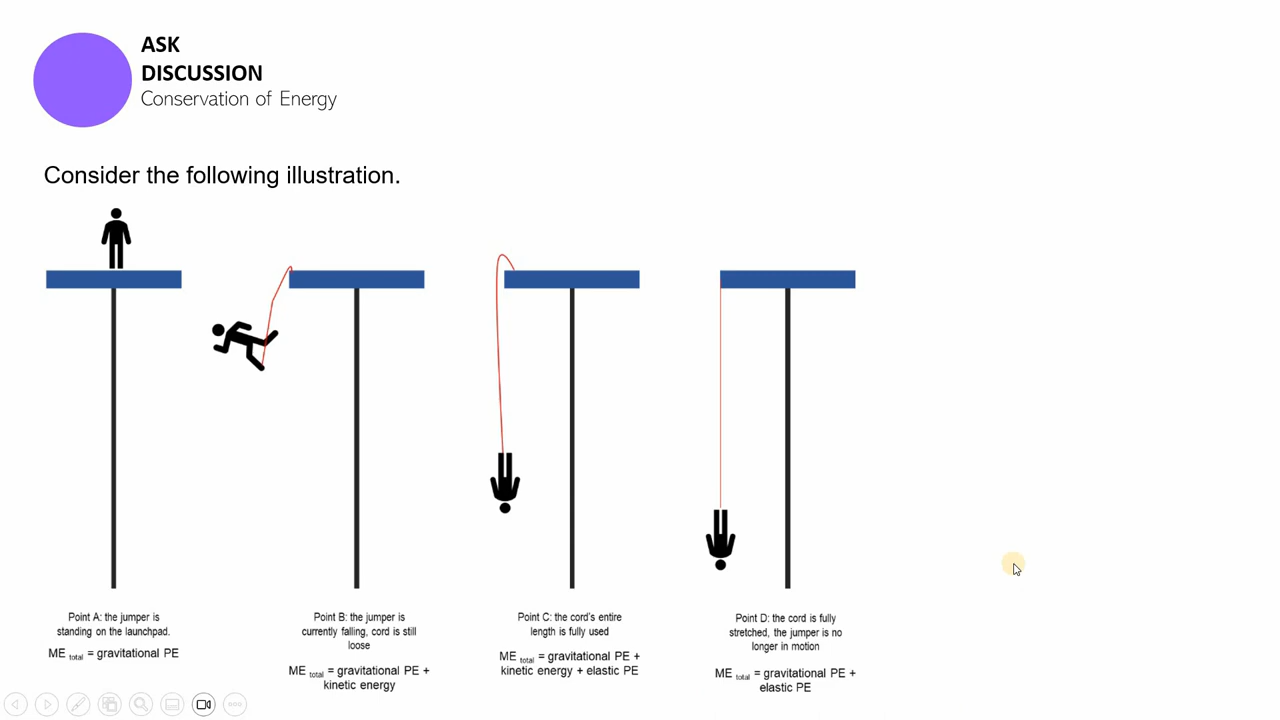 ASK
DISCUSSION
Conservation of Energy
Consider the following illustration.
Point A: the jumper is
standing on the launchpad.
ME total = gravitational PE
Point B: the jumper is
currently falling, cord is still
loose
ME total = gravitational PE +
kinetic energy
Point C: the cord's entire
length is fully used
ME total = gravitational PE +
kinetic energy + elastic PE
Point D: the cord is fully
stretched, the jumper is no
longer in motion
ME total = gravitational PE +
elastic PE